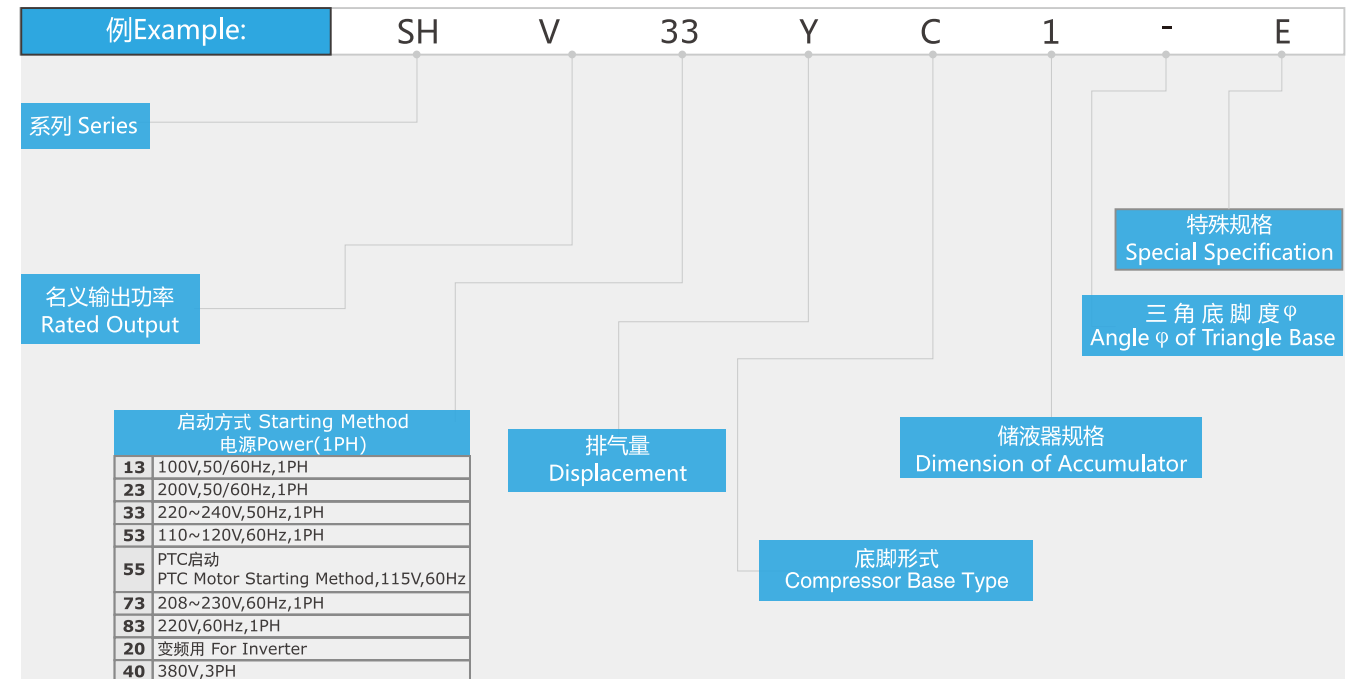 例Example: SH V 33 Y C 1 - E
系列 Series
特殊规格
Special Specification
名义输出功率
Rated Output
三 角 底 脚 度 φ
Angle φ of Triangle Base
启动方式 Starting Method
电源Power(1PH)
13 100V,50/60Hz,1PH
23 200V,50/60Hz,1PH
33 220~240V,50Hz,1PH
53 110~120V,60Hz,1PH
55 PTC启动
PTC Motor Starting Method,115V,60Hz
73 208~230V,60Hz,1PH
83 220V,60Hz,1PH
20 变频用 For Inverter
40 380V,3PH
排气量
Displacement
储液器规格
Dimension of Accumulator
底脚形式
Compressor Base Type